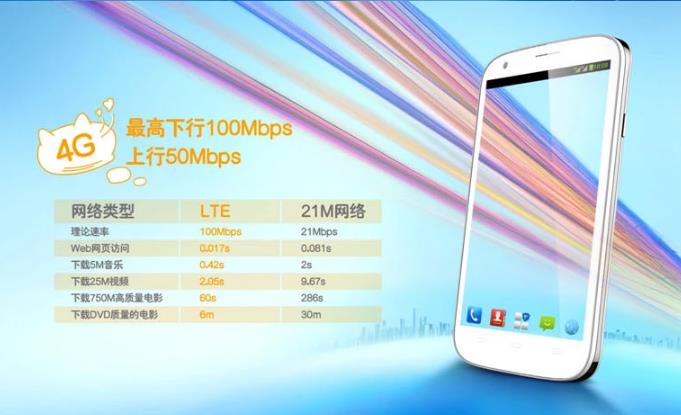 4G
最高下行100Mbps
上行50Mbps
网络类型 LTE 21M网络
理论速率 100Mbps 21Mbps
Web网页访问 0.017s 0.081s
下载5M音乐 0.42s 2s
下载25M视频 2.05s 9.67s
下载750M高质量电影 60s 286s
下载DVD质量的电影 6m 30m